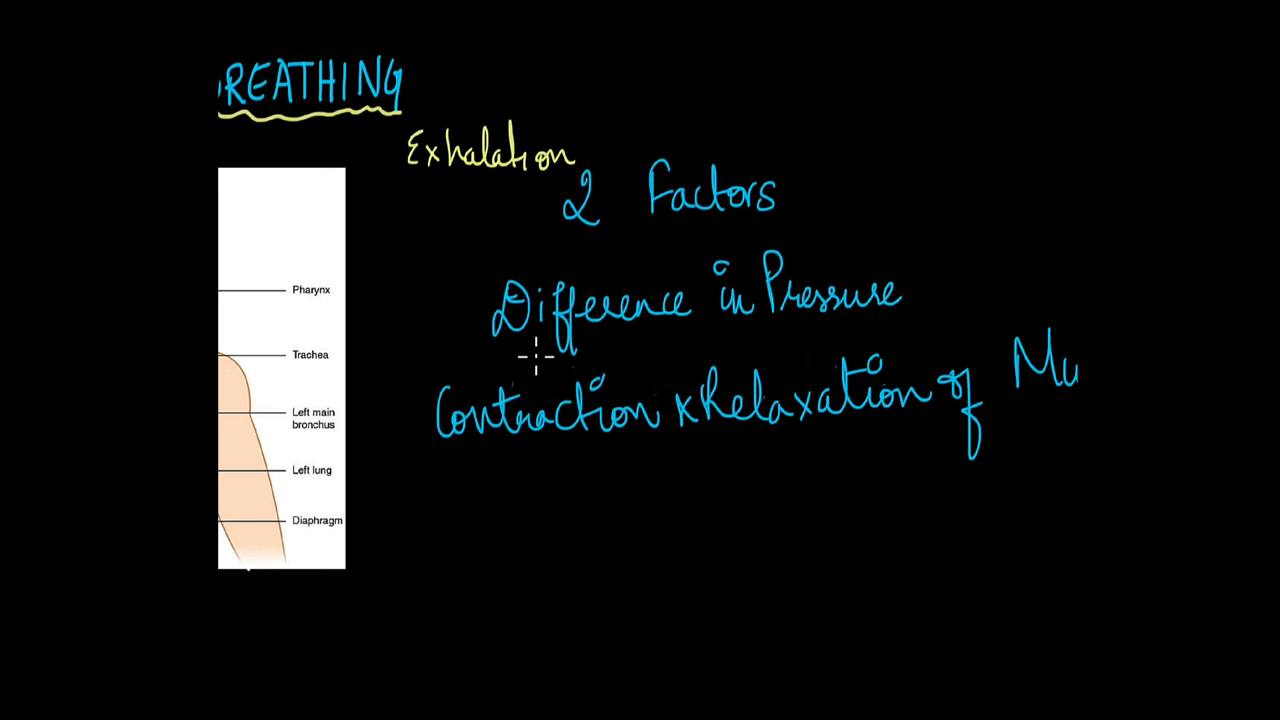 REATHING
Exhalation
2 Factors
Difference in Pressure
Contraction & Relaxation of Mu
Pharynx
Trachea
Left main
bronchus
Left lung
Diaphragm